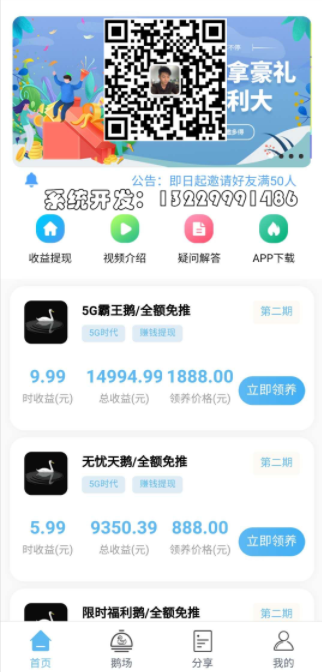 拿豪礼
利大
公告：即日起邀请好友满50人
系统开发：13229991486
收益提现
视频介绍
疑问解答
APP下载
5G霸王鹅/全额免推
第二期
5G时代
赚钱提现
9.99
14994.99
1888.00
立即领养
时收益(元)
总收益(元)
领养价格(元)
无忧天鹅/全额免推
第二期
5G时代
赚钱提现
5.99
9350.39
888.00
立即领养
时收益(元)
总收益(元)
领养价格(元)
限时福利鹅/全额免推
第二期
首页
鹅场
分享
我的